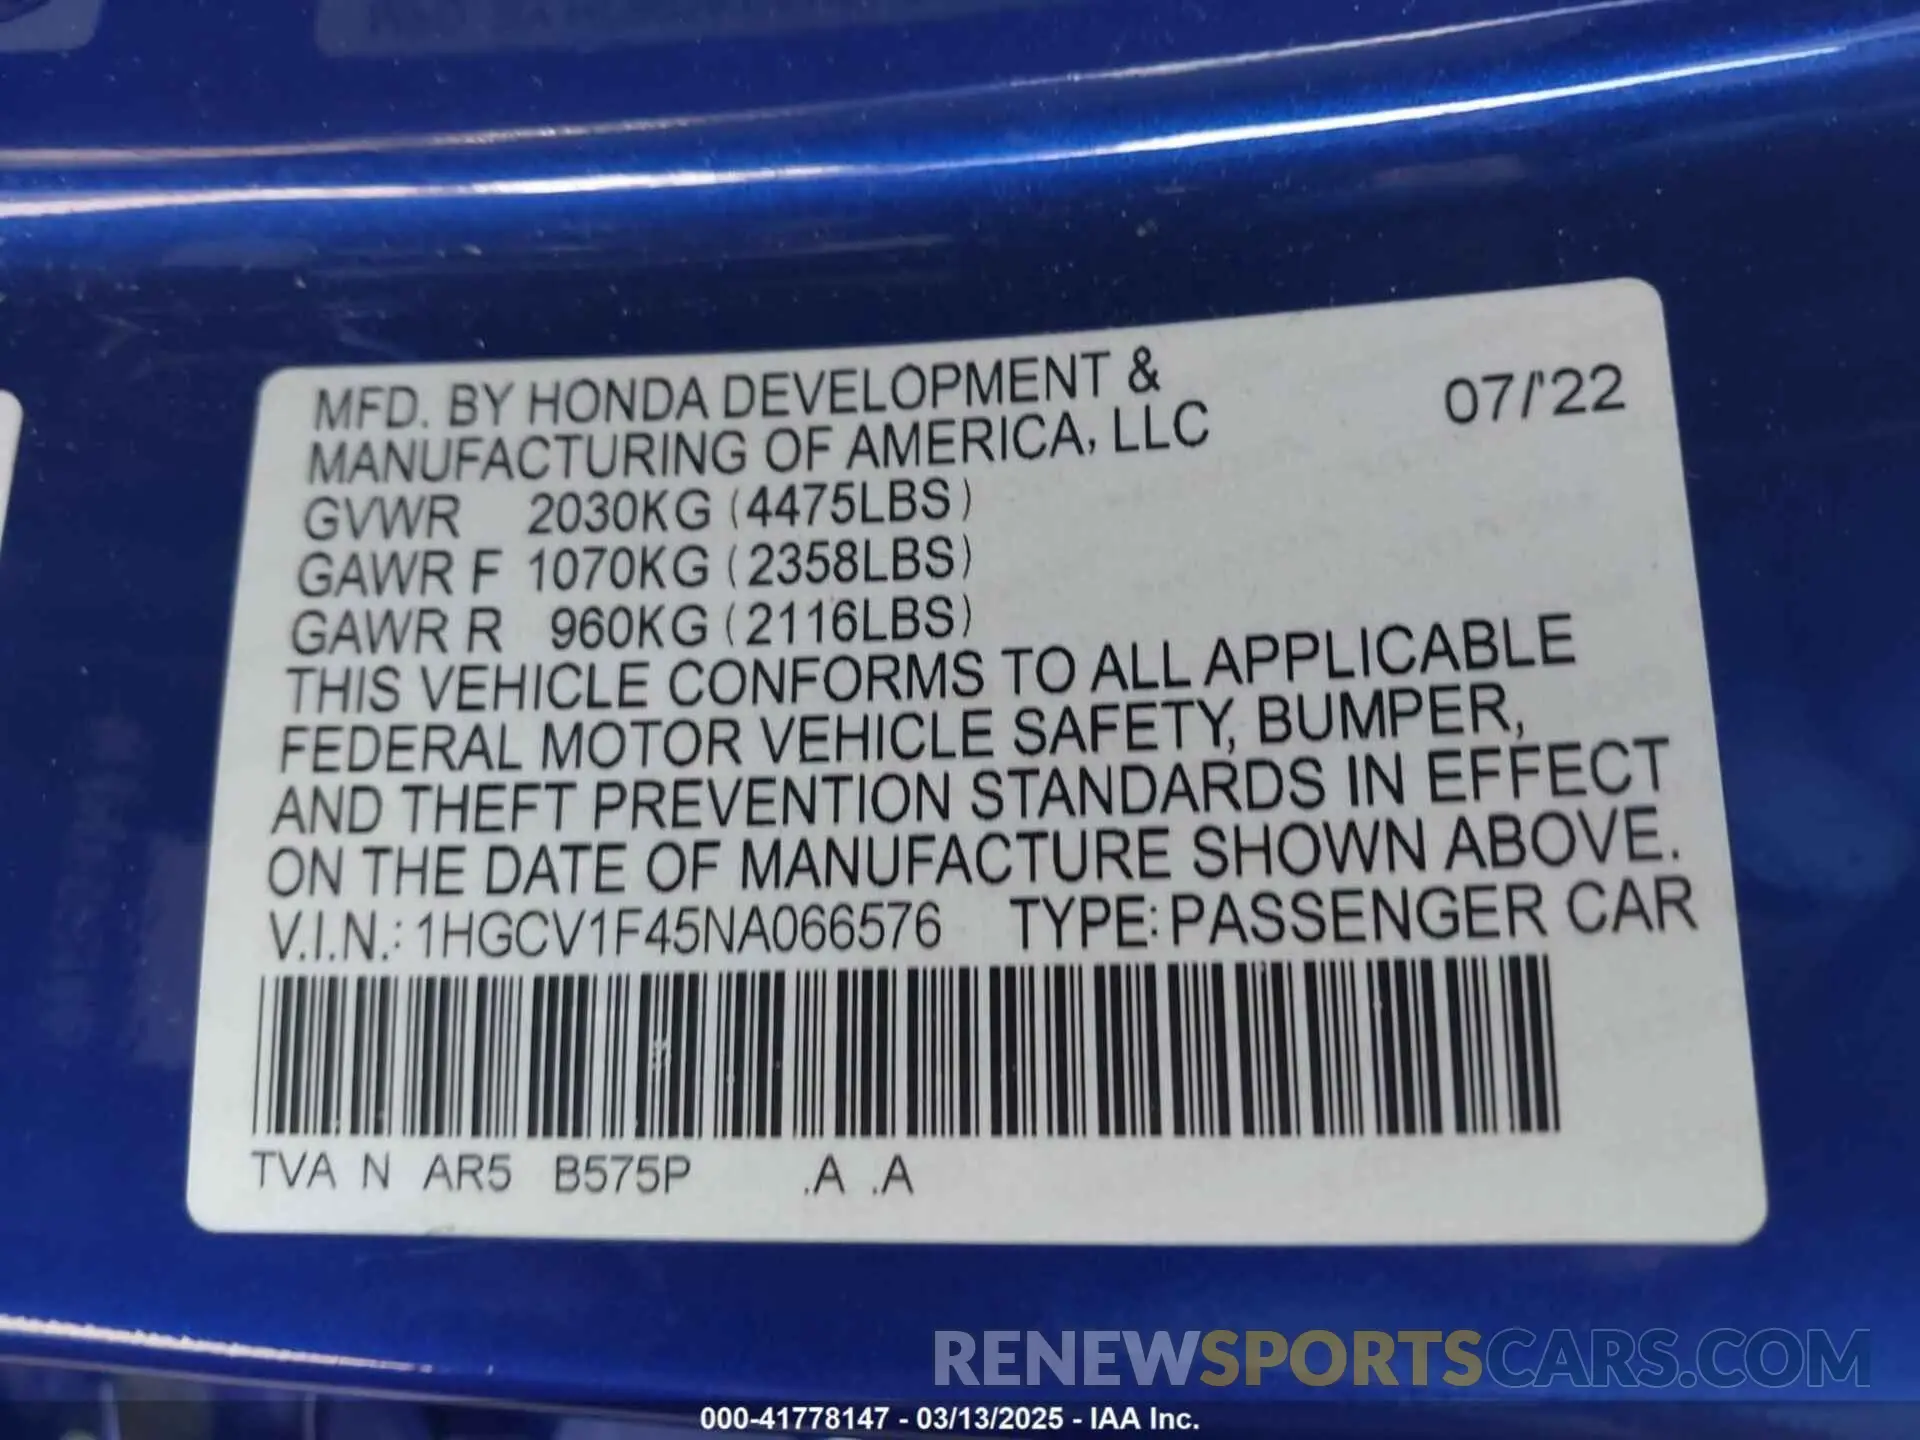 MFD. BY HONDA DEVELOPMENT & 07/'22
MANUFACTURING OF AMERICA, LLC
GVWR 2030KG (4475LBS)
GAWR F 1070KG (2358LBS)
GAWR R 960KG (2116LBS)
THIS VEHICLE CONFORMS TO ALL APPLICABLE
FEDERAL MOTOR VEHICLE SAFETY, BUMPER,
AND THEFT PREVENTION STANDARDS IN EFFECT
ON THE DATE OF MANUFACTURE SHOWN ABOVE.
V.I.N.: 1HGCV1F45NA066576 TYPE: PASSENGER CAR
TVA N AR5 B575P .A .A
RENEWSPORTSCARS.COM
000-41778147 - 03/13/2025 - IAA Inc.